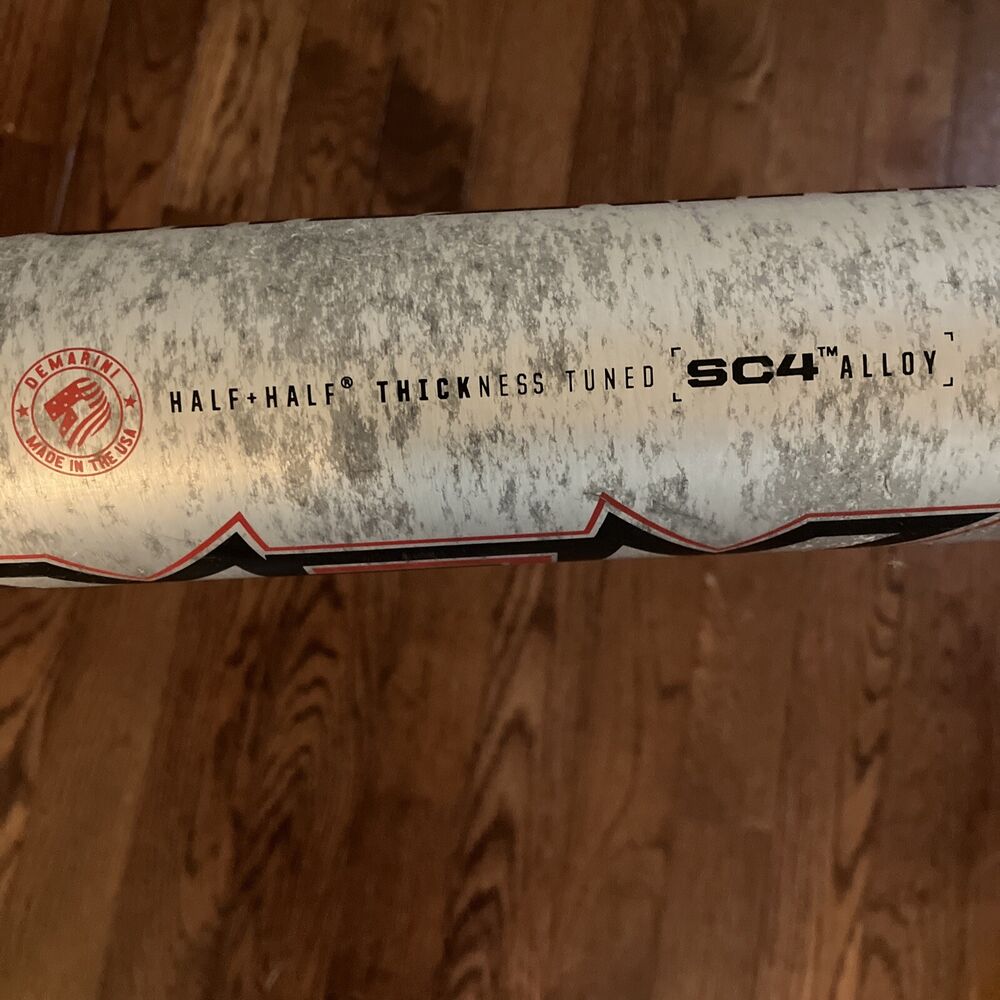 DEMARINI
MADE IN THE USA
HALF+HALF® THICKNESS TUNED SC4™ ALLOY